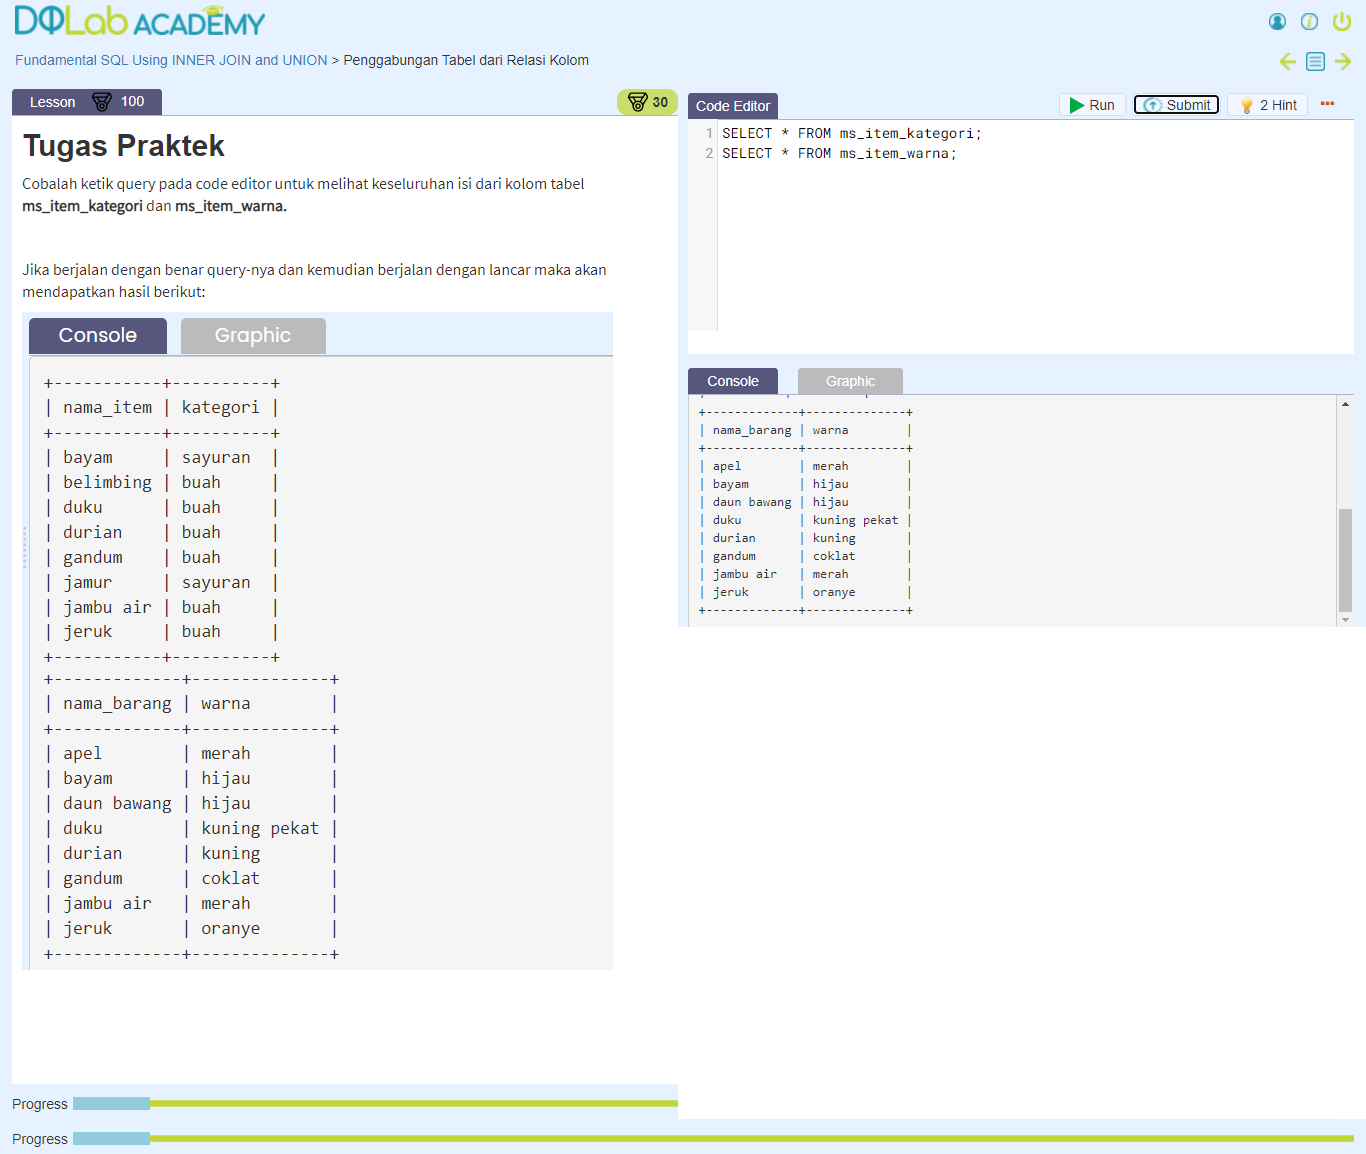 DQLab ACADEMY
Fundamental SQL Using INNER JOIN and UNION > Penggabungan Tabel dari Relasi Kolom
Lesson 100
30
Tugas Praktek
Cobalah ketik query pada code editor untuk melihat keseluruhan isi dari kolom tabel
ms_item_kategori dan ms_item_warna.
Jika berjalan dengan benar query-nya dan kemudian berjalan dengan lancar maka akan
mendapatkan hasil berikut:
Console Graphic
+-----------+----------+
| nama_item | kategori |
+-----------+----------+
| bayam     | sayuran  |
| belimbing | buah     |
| duku      | buah     |
| durian    | buah     |
| gandum    | buah     |
| jamur     | sayuran  |
| jambu air | buah     |
| jeruk     | buah     |
+-----------+----------+
+-------------+--------------+
| nama_barang | warna        |
+-------------+--------------+
| apel        | merah        |
| bayam       | hijau        |
| daun bawang | hijau        |
| duku        | kuning pekat |
| durian      | kuning       |
| gandum      | coklat       |
| jambu air   | merah        |
| jeruk       | oranye       |
+-------------+--------------+
Progress
Code Editor Run Submit 2 Hint
1 SELECT * FROM ms_item_kategori;
2 SELECT * FROM ms_item_warna;
Console Graphic
+-------------+--------------+
| nama_barang | warna        |
+-------------+--------------+
| apel        | merah        |
| bayam       | hijau        |
| daun bawang | hijau        |
| duku        | kuning pekat |
| durian      | kuning       |
| gandum      | coklat       |
| jambu air   | merah        |
| jeruk       | oranye       |
+-------------+--------------+
Progress